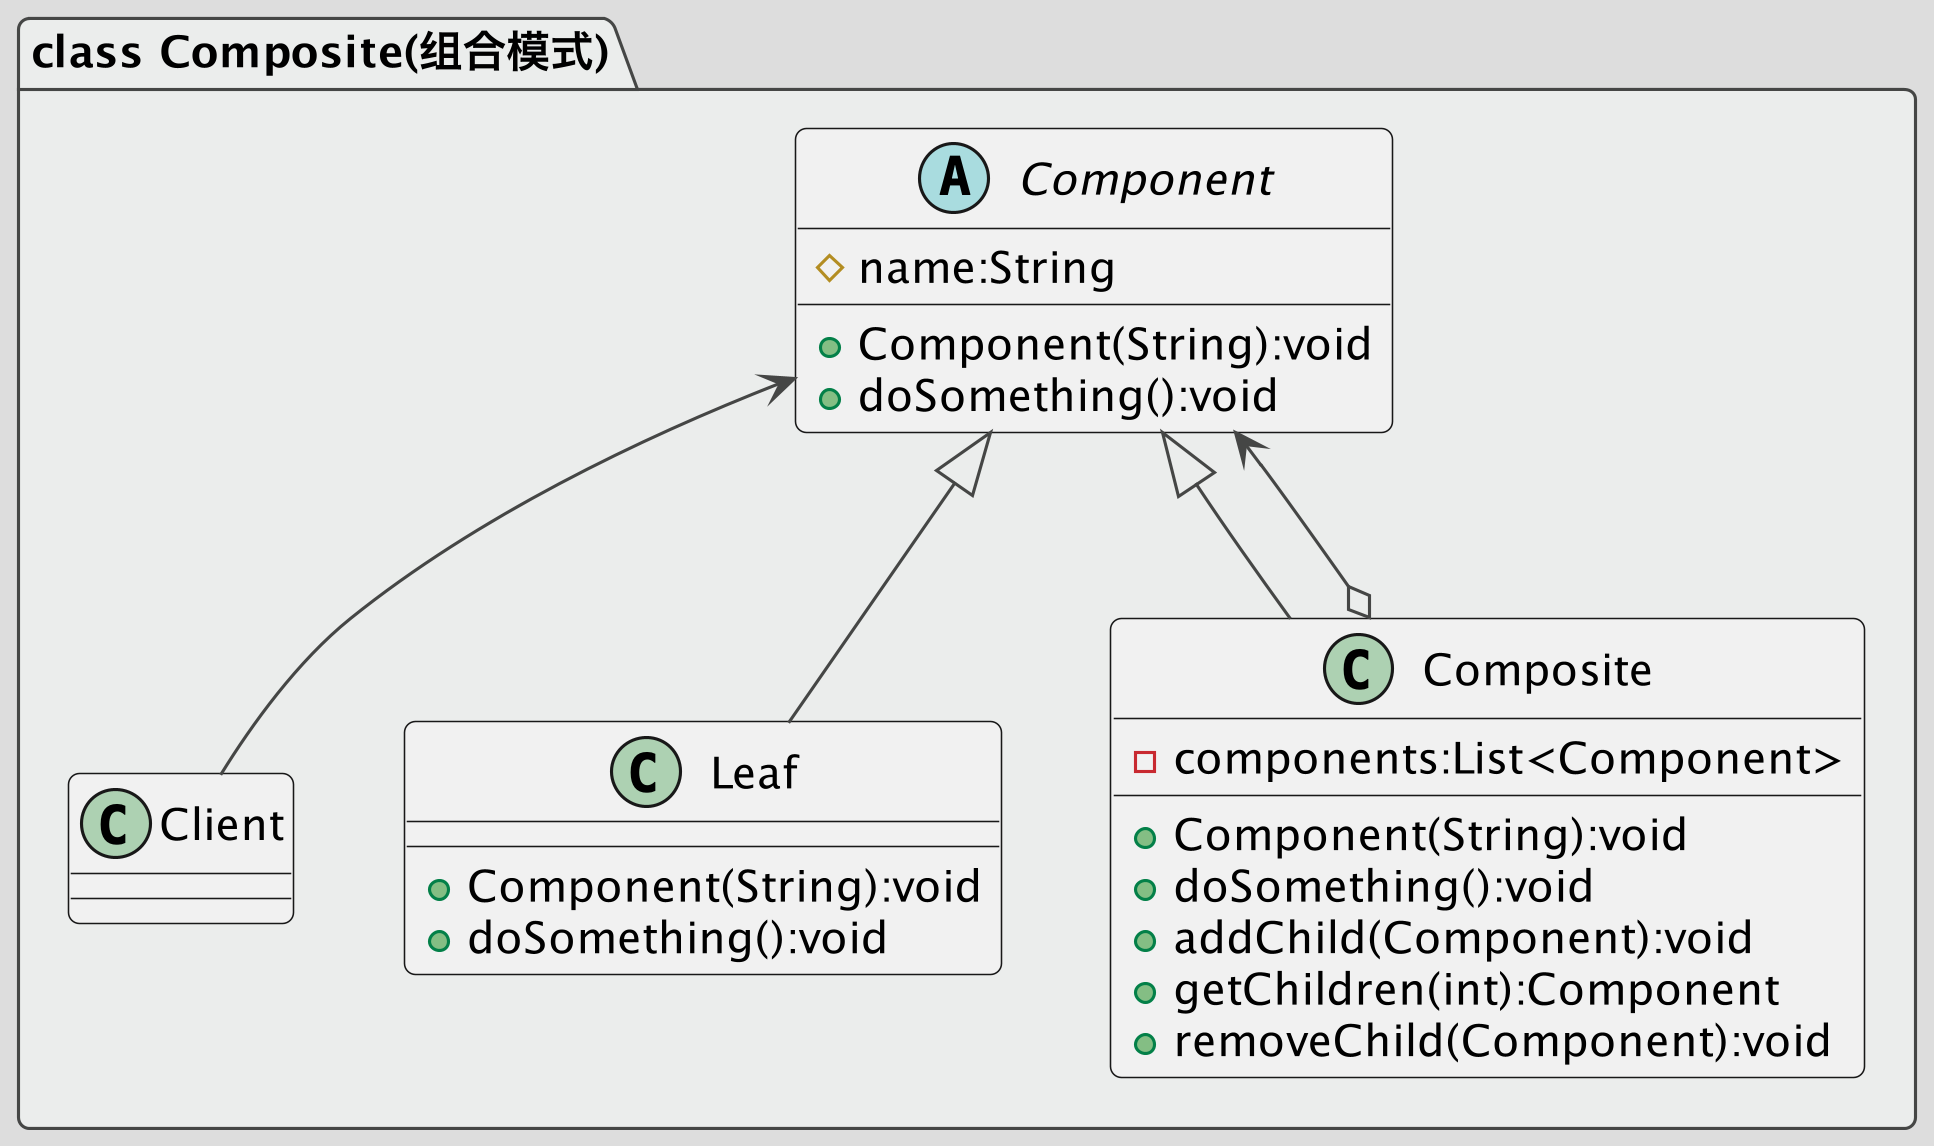 class Composite(组合模式)
A Component
name:String
Component(String):void
doSomething():void
C Client
C Leaf
Component(String):void
doSomething():void
C Composite
components:List<Component>
Component(String):void
doSomething():void
addChild(Component):void
getChildren(int):Component
removeChild(Component):void